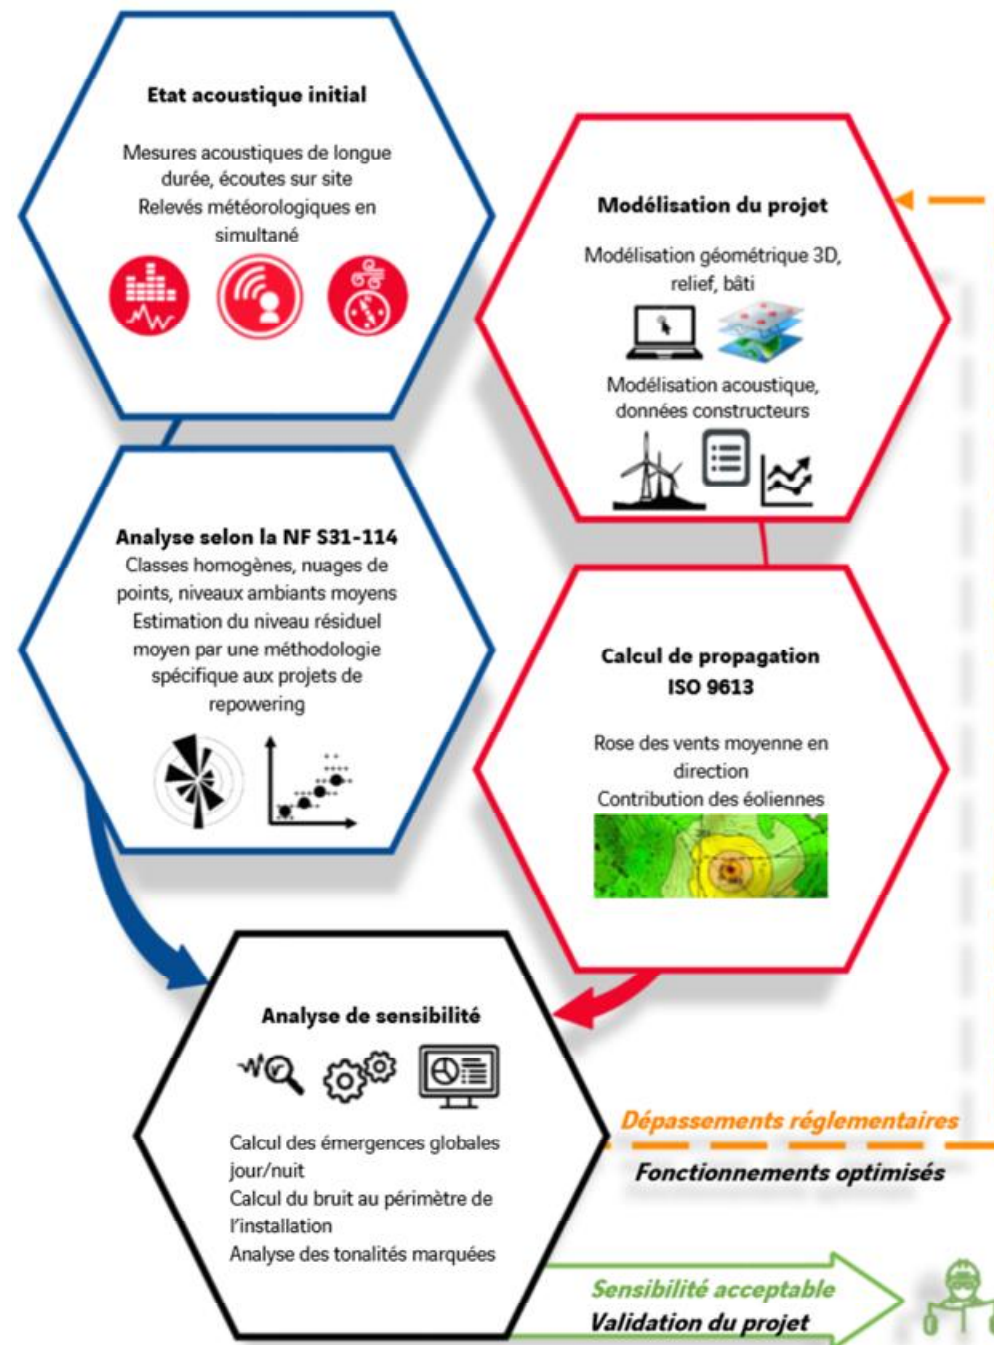 Etat acoustique initial
Mesures acoustiques de longue
durée, écoutes sur site
Relevés météorologiques en
simultané
Analyse selon la NF S31-114
Classes homogènes, nuages de
points, niveaux ambiants moyens
Estimation du niveau résiduel
moyen par une méthodologie
spécifique aux projets de
repowering
Modélisation du projet
Modélisation géométrique 3D,
relief, bâti
Modélisation acoustique,
données constructeurs
Calcul de propagation
ISO 9613
Rose des vents moyenne en
direction
Contribution des éoliennes
Analyse de sensibilité
Calcul des émergences globales
jour/nuit
Calcul du bruit au périmètre de
l'installation
Analyse des tonalités marquées
Dépassements réglementaires
Fonctionnements optimisés
Sensibilité acceptable
Validation du projet